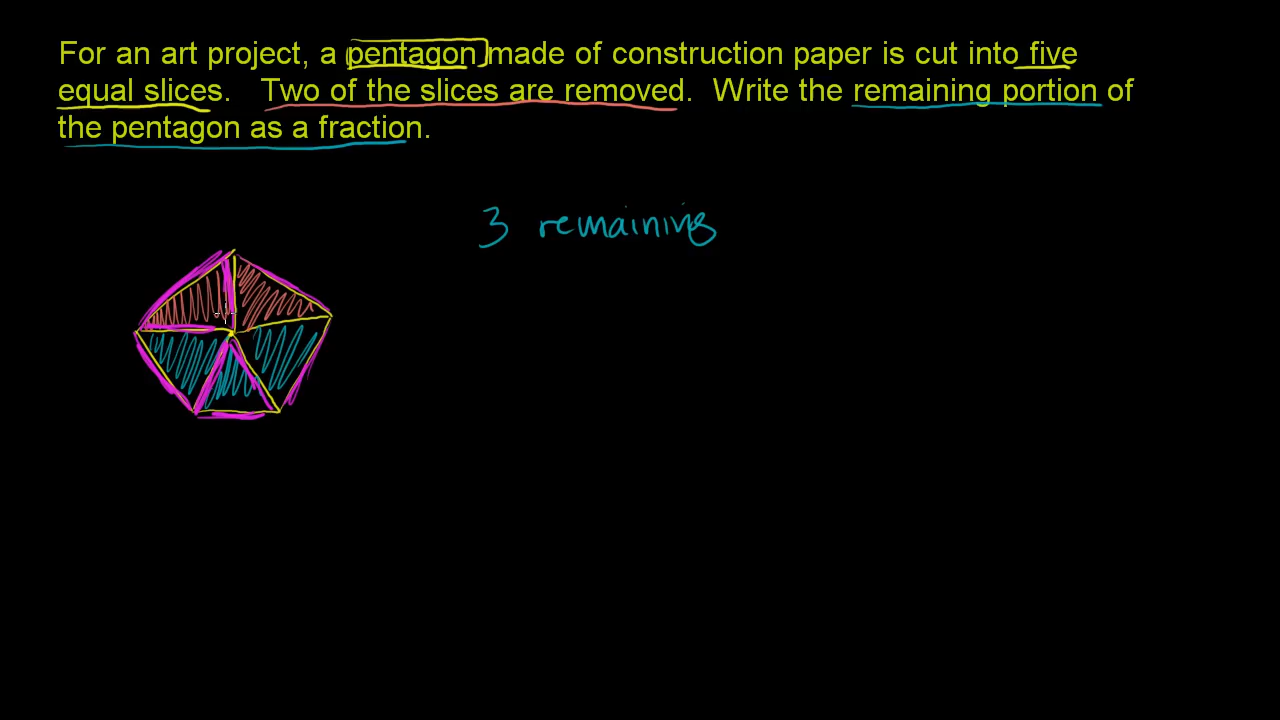 For an art project, a pentagon made of construction paper is cut into five
equal slices. Two of the slices are removed. Write the remaining portion of
the pentagon as a fraction.
3 remaining